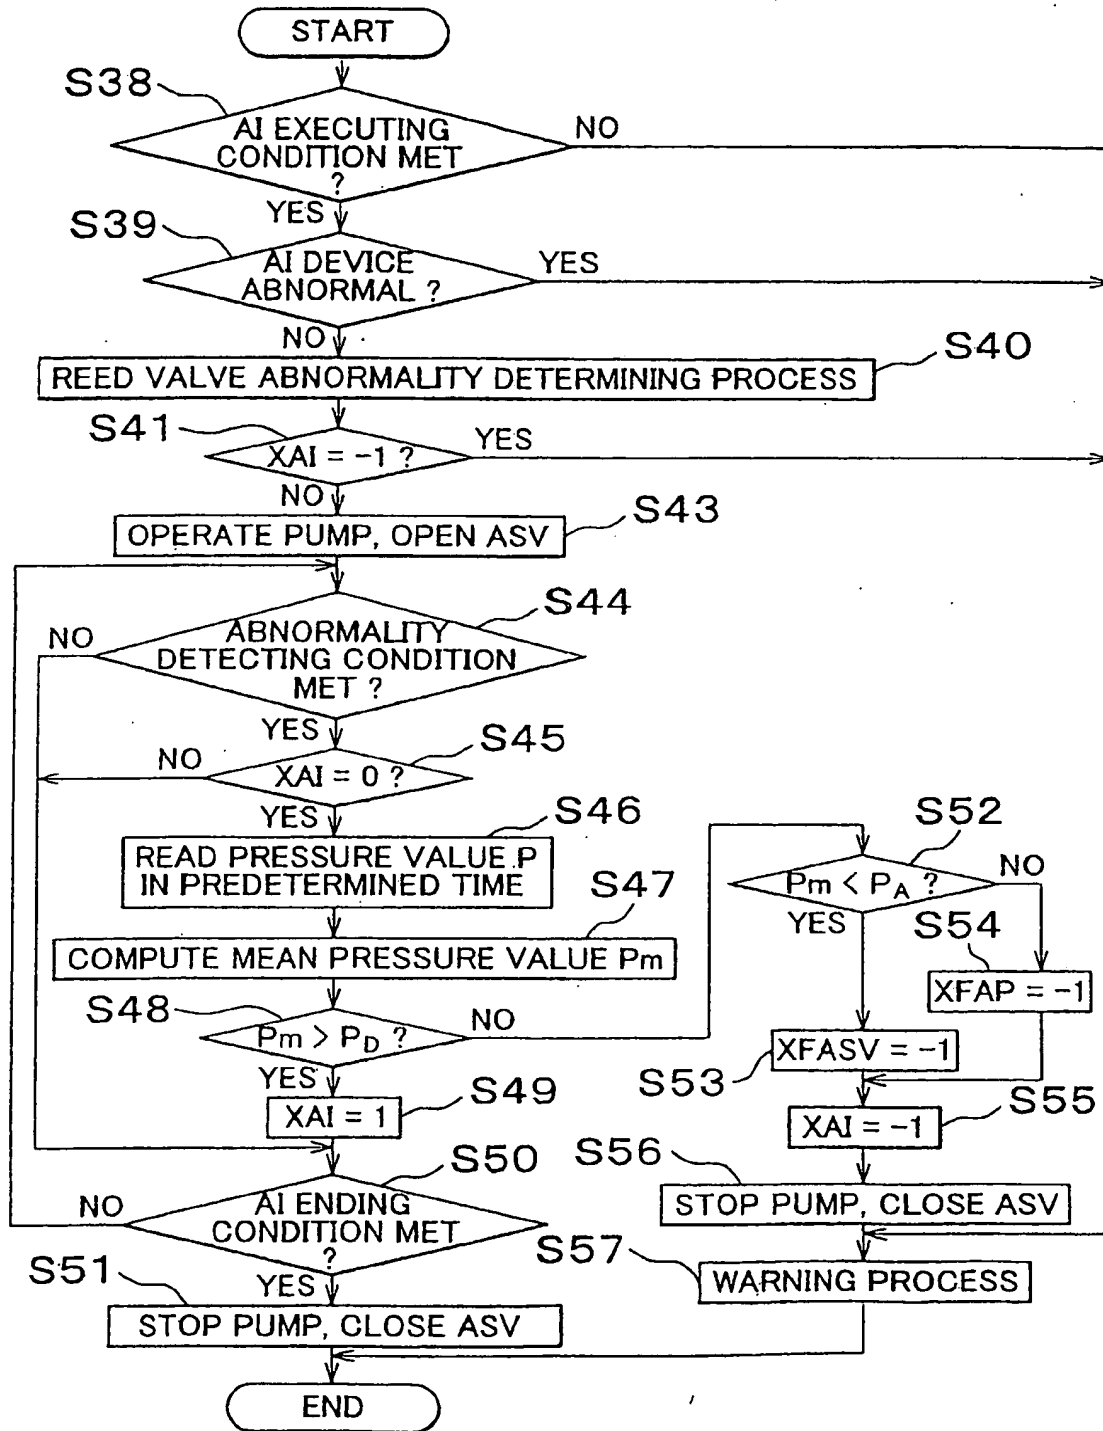 START
S38
AI EXECUTING
CONDITION MET
?
NO
YES
S39
AI DEVICE
ABNORMAL ?
YES
NO
S40
REED VALVE ABNORMALITY DETERMINING PROCESS
S41
XAI = -1 ?
YES
NO
S43
OPERATE PUMP, OPEN ASV
S44
NO
ABNORMALITY
DETECTING CONDITION
MET ?
YES
S45
NO
XAI = 0 ?
YES
S46
READ PRESSURE VALUE P
IN PREDETERMINED TIME
S47
COMPUTE MEAN PRESSURE VALUE Pm
S48
Pm > PD ?
NO
YES
S49
XAI = 1
S50
NO
AI ENDING
CONDITION MET
?
S51
YES
STOP PUMP, CLOSE ASV
S52
Pm < PA ?
NO
YES
S54
XFAP = -1
XFASV = -1
S53
S55
XAI = -1
S56
STOP PUMP, CLOSE ASV
S57
WARNING PROCESS
END